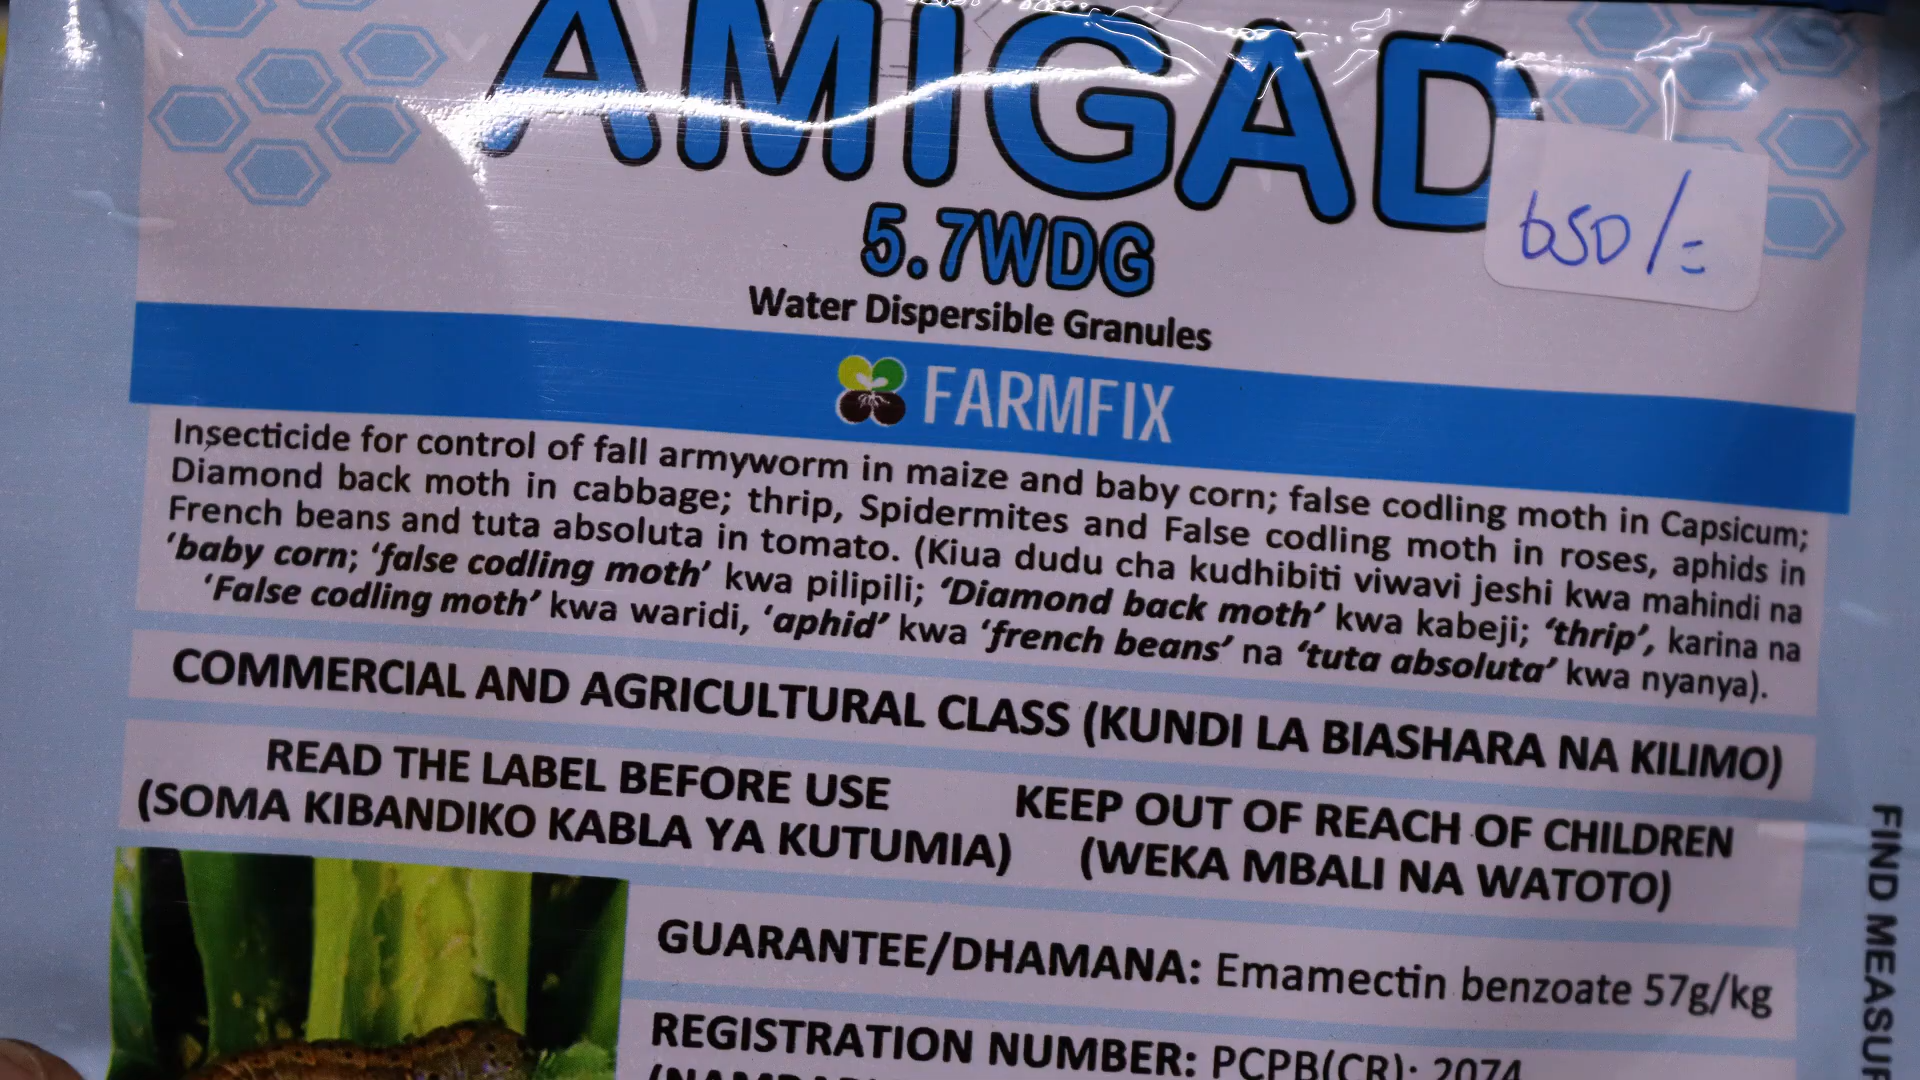 AMIGAD
650/=
5.7WDG
Water Dispersible Granules
FARMFIX
Insecticide for control of fall armyworm in maize and baby corn; false codling moth in Capsicum;
Diamond back moth in cabbage; thrip, Spidermites and False codling moth in roses, aphids in
French beans and tuta absoluta in tomato. (Kiua dudu cha kudhibiti viwavi jeshi kwa mahindi na
'baby corn; 'false codling moth' kwa pilipili; 'Diamond back moth' kwa kabeji; 'thrip', karina na
'False codling moth' kwa waridi, 'aphid' kwa 'french beans' na 'tuta absoluta' kwa nyanya).
COMMERCIAL AND AGRICULTURAL CLASS (KUNDI LA BIASHARA NA KILIMO)
READ THE LABEL BEFORE USE
(SOMA KIBANDIKO KABLA YA KUTUMIA)
KEEP OUT OF REACH OF CHILDREN
(WEKA MBALI NA WATOTO)
GUARANTEE/DHAMANA: Emamectin benzoate 57g/kg
REGISTRATION NUMBER: PCPB(CR): 2074
FIND